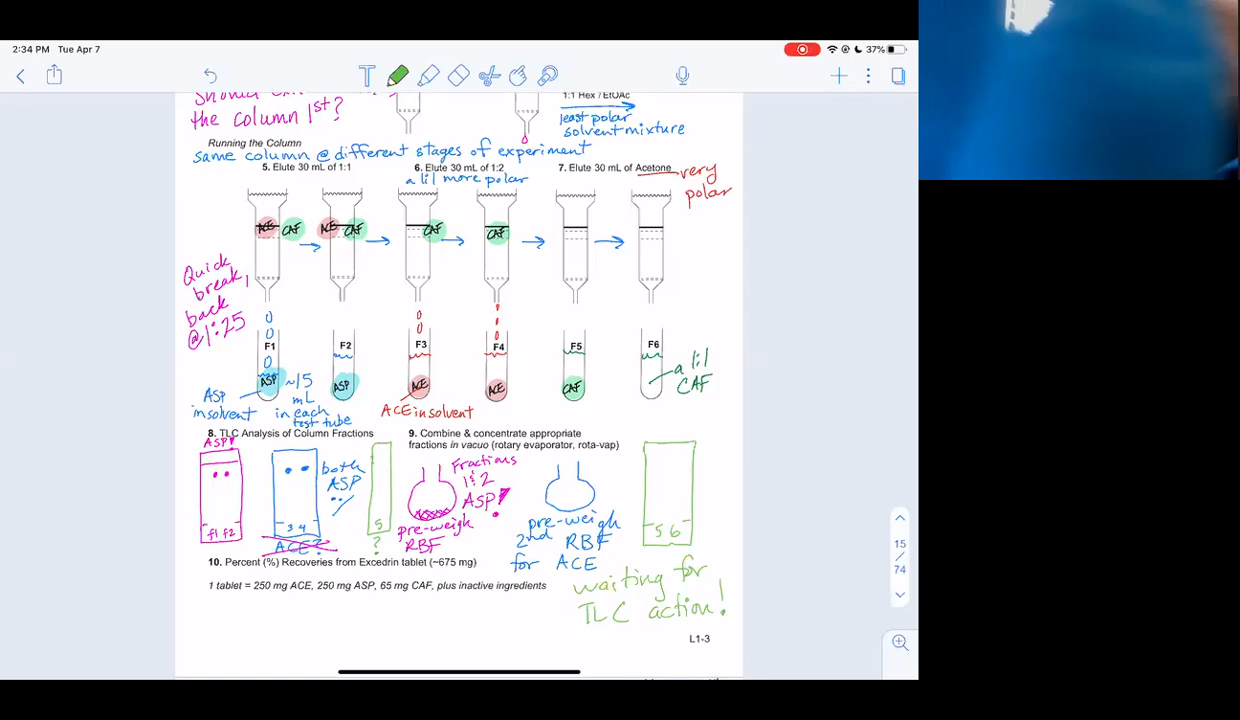 2:34 PM Tue Apr 7
37%
the column 1st?
1:1 Hex / EtOAc
least polar
solvent mixture
Running the Column
same column @ different stages of experiment
5. Elute 30 mL of 1:1
6. Elute 30 mL of 1:2
a lil more polar
7. Elute 30 mL of Acetone
very
polar
ACE CAF ACE CAF CAF CAF
Quick
break,
back
@ 1:25
F1 F2 F3 F4 F5 F6
ASP ASP ACE ACE CAF
ASP
insolvent
~15
mL
in each
test tube
ACE insolvent
a lil
CAF
8. TLC Analysis of Column Fractions
ASP!
F1 F2
3 4
both
ASP
ACE?
5
?
9. Combine & concentrate appropriate
fractions in vacuo (rotary evaporator, rota-vap)
Fractions
1 & 2
ASP!
pre-weigh
RBF
pre-weigh
2nd RBF
for ACE
5 6
waiting for
TLC action!
10. Percent (%) Recoveries from Excedrin tablet (~675 mg)
1 tablet = 250 mg ACE, 250 mg ASP, 65 mg CAF, plus inactive ingredients
L1-3
15
/
74